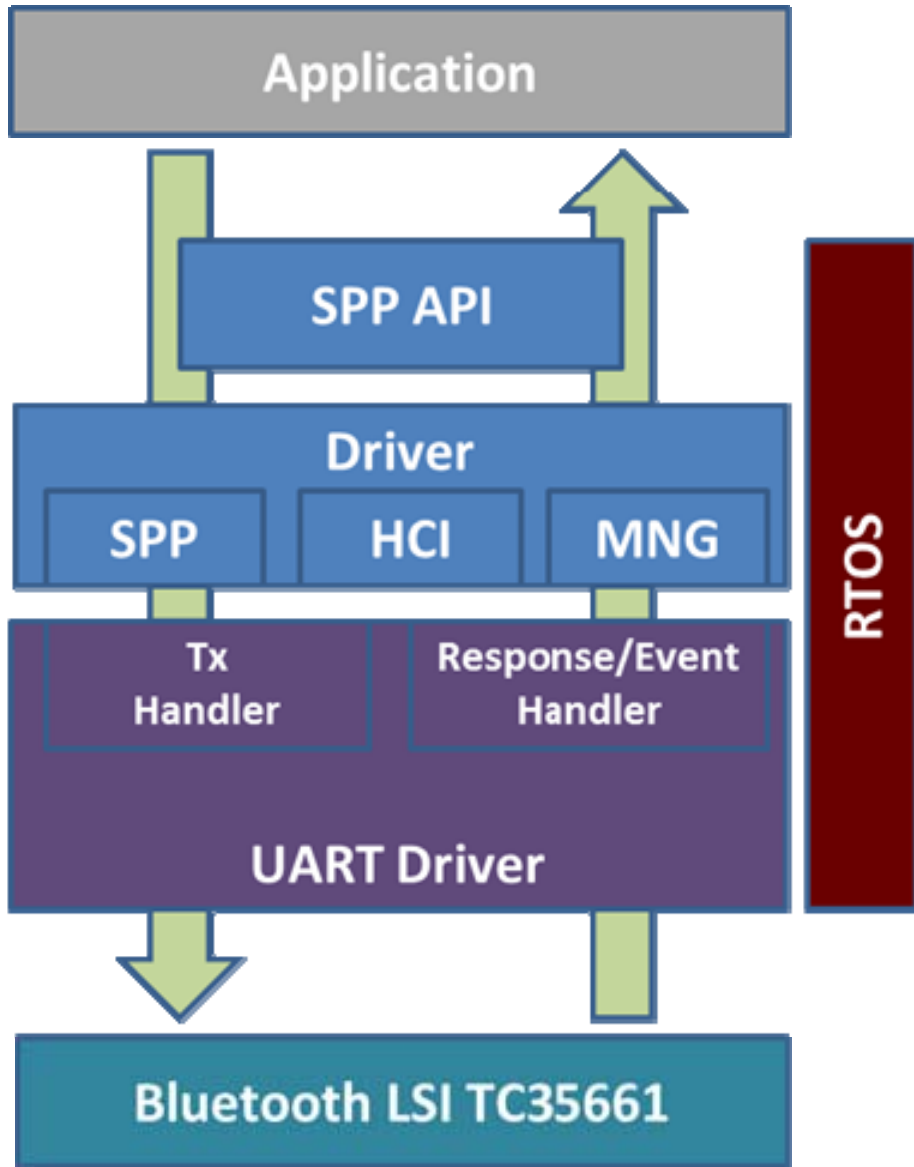 Application
SPP API
Driver
SPP
HCI
MNG
RTOS
Tx
Handler
Response/Event
Handler
UART Driver
Bluetooth LSI TC35661